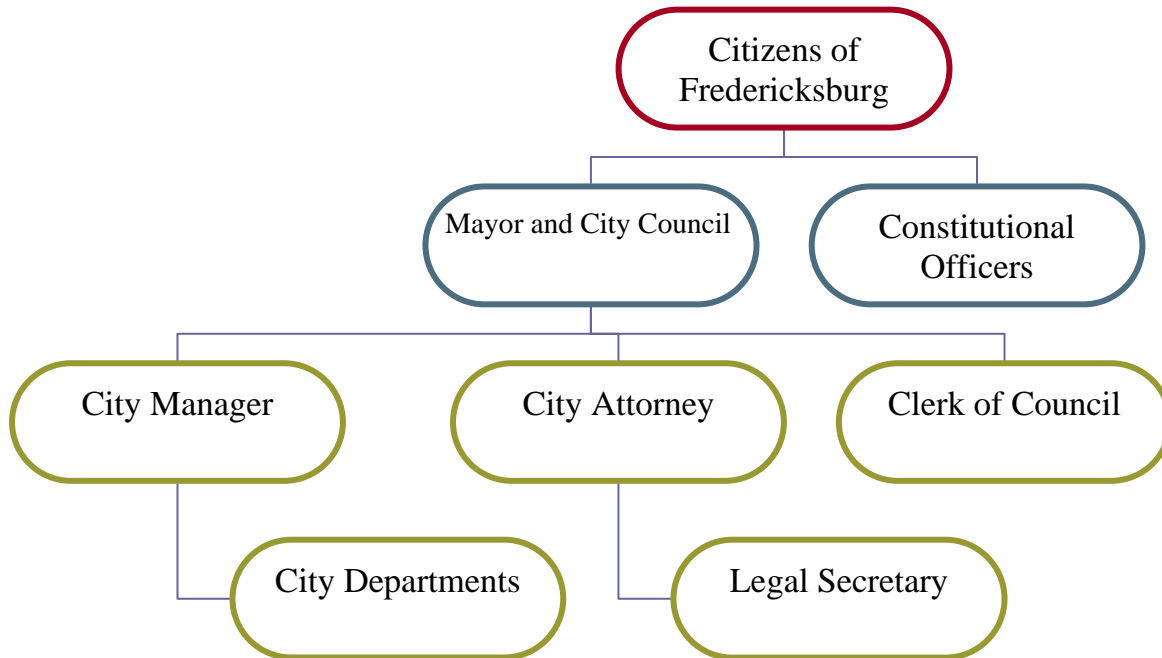 Citizens of
Fredericksburg
Mayor and City Council
Constitutional
Officers
City Manager
City Attorney
Clerk of Council
City Departments
Legal Secretary